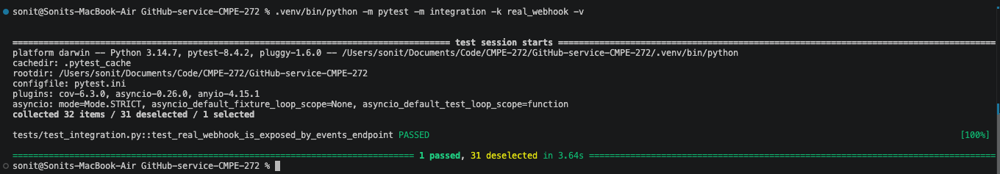 sonit@Sonits-MacBook-Air GitHub-service-CMPE-272 % .venv/bin/python -m pytest -m integration -k real_webhook -v
test session starts
platform darwin -- Python 3.14.7, pytest-8.4.2, pluggy-1.6.0 -- /Users/sonit/Documents/Code/CMPE-272/GitHub-service-CMPE-272/.venv/bin/python
cachedir: .pytest_cache
rootdir: /Users/sonit/Documents/Code/CMPE-272/GitHub-service-CMPE-272
configfile: pytest.ini
plugins: cov-6.3.0, asyncio-0.26.0, anyio-4.15.1
asyncio: mode=Mode.STRICT, asyncio_default_fixture_loop_scope=None, asyncio_default_test_loop_scope=function
collected 32 items / 31 deselected / 1 selected
tests/test_integration.py::test_real_webhook_is_exposed_by_events_endpoint PASSED [100%]
1 passed, 31 deselected in 3.64s
sonit@Sonits-MacBook-Air GitHub-service-CMPE-272 %